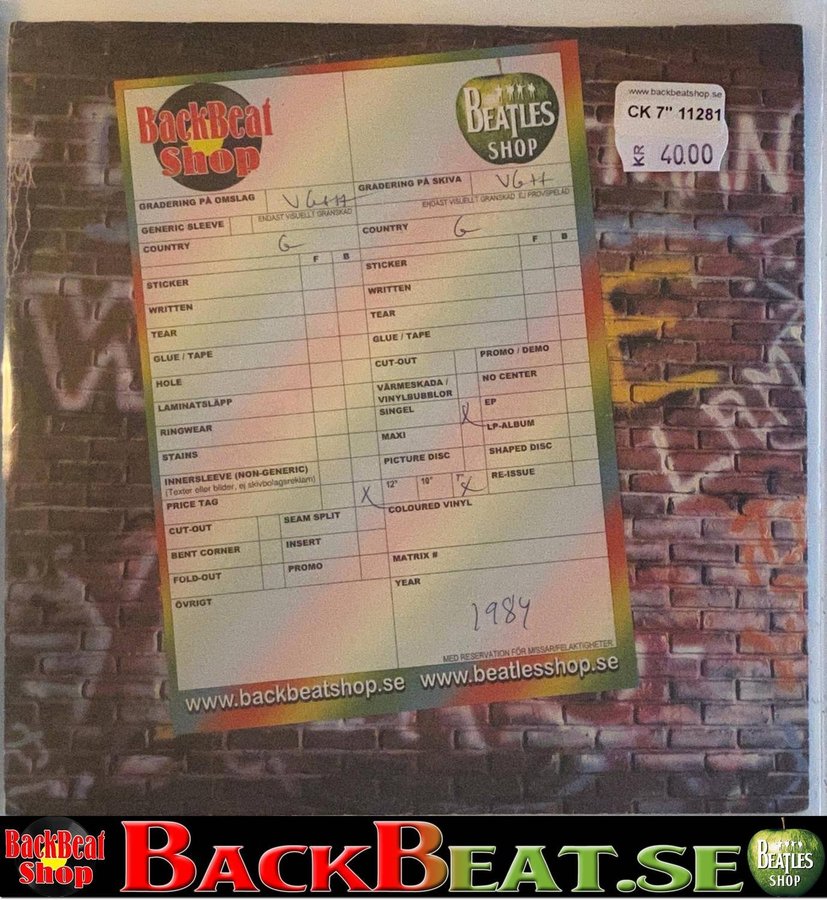 BackBeat
Shop
BEATLES
SHOP
www.backbeatshop.se
CK 7" 11281
KR 40.00
GRADERING PÅ OMSLAG
ENDAST VISUELLT GRANSKAD
GRADERING PÅ SKIVA
ENDAST VISUELLT GRANSKAD EJ PROVSPELAD
GENERIC SLEEVE
COUNTRY G
COUNTRY G
F B
F B
STICKER
STICKER
WRITTEN
WRITTEN
TEAR
TEAR
GLUE / TAPE
GLUE / TAPE
HOLE
CUT-OUT
PROMO / DEMO
LAMINATSLÄPP
VÄRMESKADA /
VINYLBUBBLOR
NO CENTER
RINGWEAR
SINGEL X
EP
STAINS
MAXI
LP-ALBUM
INNERSLEEVE (NON-GENERIC)
(Texter eller bilder, ej skivbolagsreklam)
PICTURE DISC
SHAPED DISC
PRICE TAG X
12" 10" 7" X
RE-ISSUE
CUT-OUT
SEAM SPLIT
COLOURED VINYL
BENT CORNER
INSERT
FOLD-OUT
PROMO
MATRIX #
ÖVRIGT
YEAR
1984
MED RESERVATION FÖR MISSAR/FELAKTIGHETER
www.backbeatshop.se www.beatlesshop.se
BackBeat
Shop
BACKBEAT.SE
BEATLES
SHOP